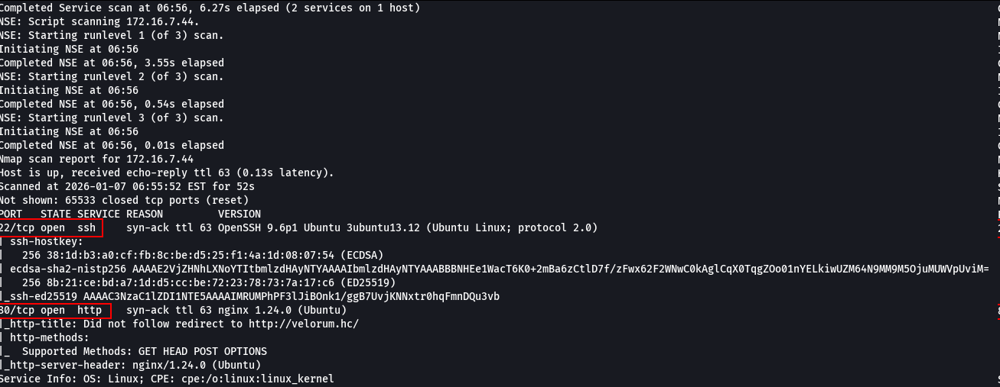 Completed Service scan at 06:56, 6.27s elapsed (2 services on 1 host)
NSE: Script scanning 172.16.7.44.
NSE: Starting runlevel 1 (of 3) scan.
Initiating NSE at 06:56
Completed NSE at 06:56, 3.55s elapsed
NSE: Starting runlevel 2 (of 3) scan.
Initiating NSE at 06:56
Completed NSE at 06:56, 0.54s elapsed
NSE: Starting runlevel 3 (of 3) scan.
Initiating NSE at 06:56
Completed NSE at 06:56, 0.01s elapsed
Nmap scan report for 172.16.7.44
Host is up, received echo-reply ttl 63 (0.13s latency).
Scanned at 2026-01-07 06:55:52 EST for 52s
Not shown: 65533 closed tcp ports (reset)
PORT   STATE SERVICE REASON         VERSION
22/tcp open  ssh     syn-ack ttl 63 OpenSSH 9.6p1 Ubuntu 3ubuntu13.12 (Ubuntu Linux; protocol 2.0)
| ssh-hostkey:
|   256 38:1d:b3:a0:cf:fb:8c:be:d5:25:f1:4a:1d:08:07:54 (ECDSA)
| ecdsa-sha2-nistp256 AAAAE2VjZHNhLXNoYTItbmlzdHAyNTYAAAAIbmlzdHAyNTYAAABBBNHEe1WacT6K0+2mBa6zCtlD7f/zFwx62F2WNwC0kAglCqX0TqgZOo01nYELkiwUZM64N9MM9M5OjuMUWVpUviM=
|   256 8b:21:ce:bd:a7:1d:d5:cc:be:72:23:78:73:7a:17:c6 (ED25519)
|_ssh-ed25519 AAAAC3NzaC1lZDI1NTE5AAAAIMRUMPhPF3lJiBOnk1/ggB7UvjKNNxtr0hqFmnDQu3vb
80/tcp open  http    syn-ack ttl 63 nginx 1.24.0 (Ubuntu)
|_http-title: Did not follow redirect to http://velorum.hc/
| http-methods:
|_  Supported Methods: GET HEAD POST OPTIONS
|_http-server-header: nginx/1.24.0 (Ubuntu)
Service Info: OS: Linux; CPE: cpe:/o:linux:linux_kernel